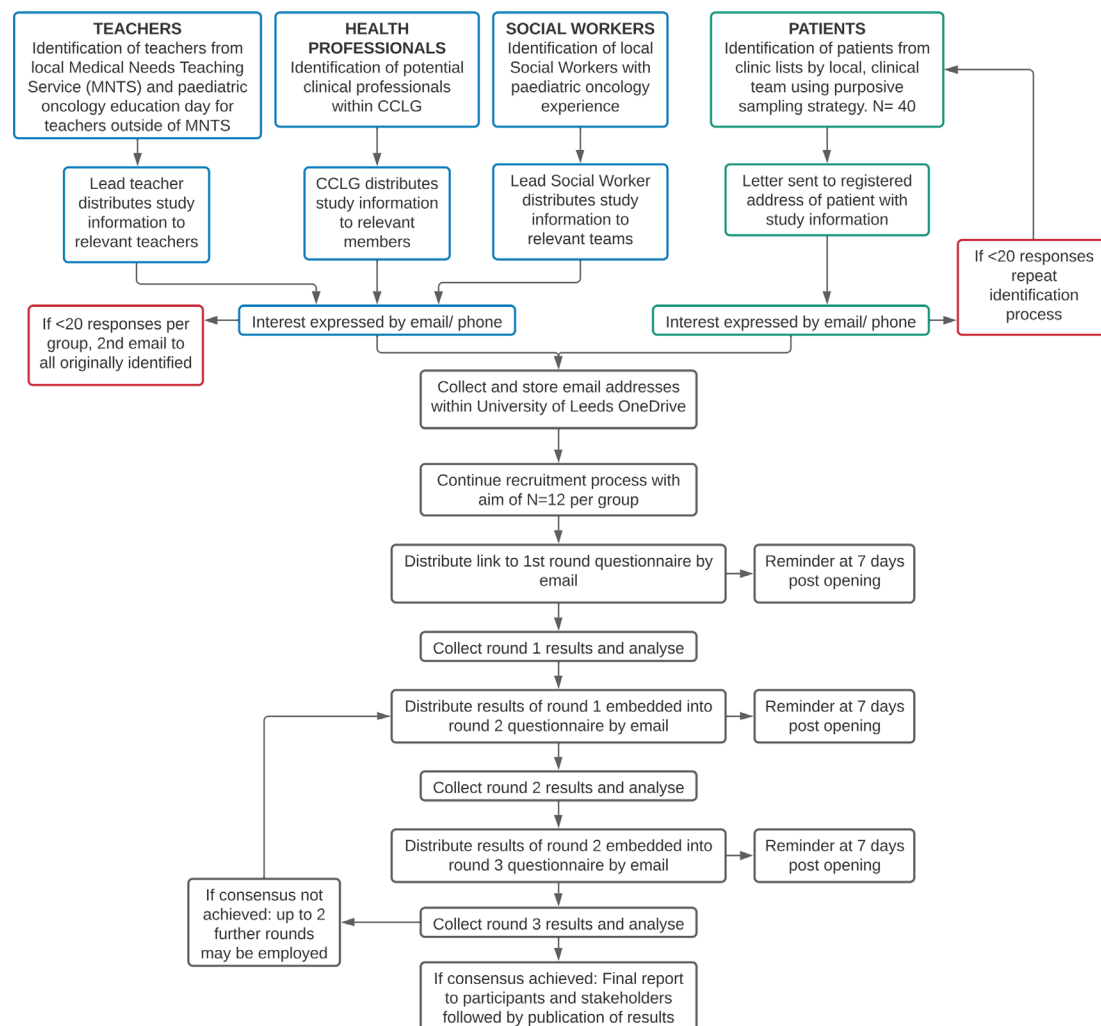 TEACHERS
Identification of teachers from
local Medical Needs Teaching
Service (MNTS) and paediatric
oncology education day for
teachers outside of MNTS
HEALTH
PROFESSIONALS
Identification of potential
clinical professionals
within CCLG
SOCIAL WORKERS
Identification of local
Social Workers with
paediatric oncology
experience
PATIENTS
Identification of patients from
clinic lists by local, clinical
team using purposive
sampling strategy. N= 40
Lead teacher
distributes study
information to
relevant teachers
CCLG distributes
study information
to relevant
members
Lead Social Worker
distributes study
information to
relevant teams
Letter sent to registered
address of patient with
study information
If <20 responses
repeat
identification
process
If <20 responses per
group, 2nd email to
all originally identified
Interest expressed by email/ phone
Interest expressed by email/ phone
Collect and store email addresses
within University of Leeds OneDrive
Continue recruitment process with
aim of N=12 per group
Distribute link to 1st round questionnaire by
email
Reminder at 7 days
post opening
Collect round 1 results and analyse
Distribute results of round 1 embedded into
round 2 questionnaire by email
Reminder at 7 days
post opening
Collect round 2 results and analyse
Distribute results of round 2 embedded into
round 3 questionnaire by email
Reminder at 7 days
post opening
If consensus not
achieved: up to 2
further rounds
may be employed
Collect round 3 results and analyse
If consensus achieved: Final report
to participants and stakeholders
followed by publication of results